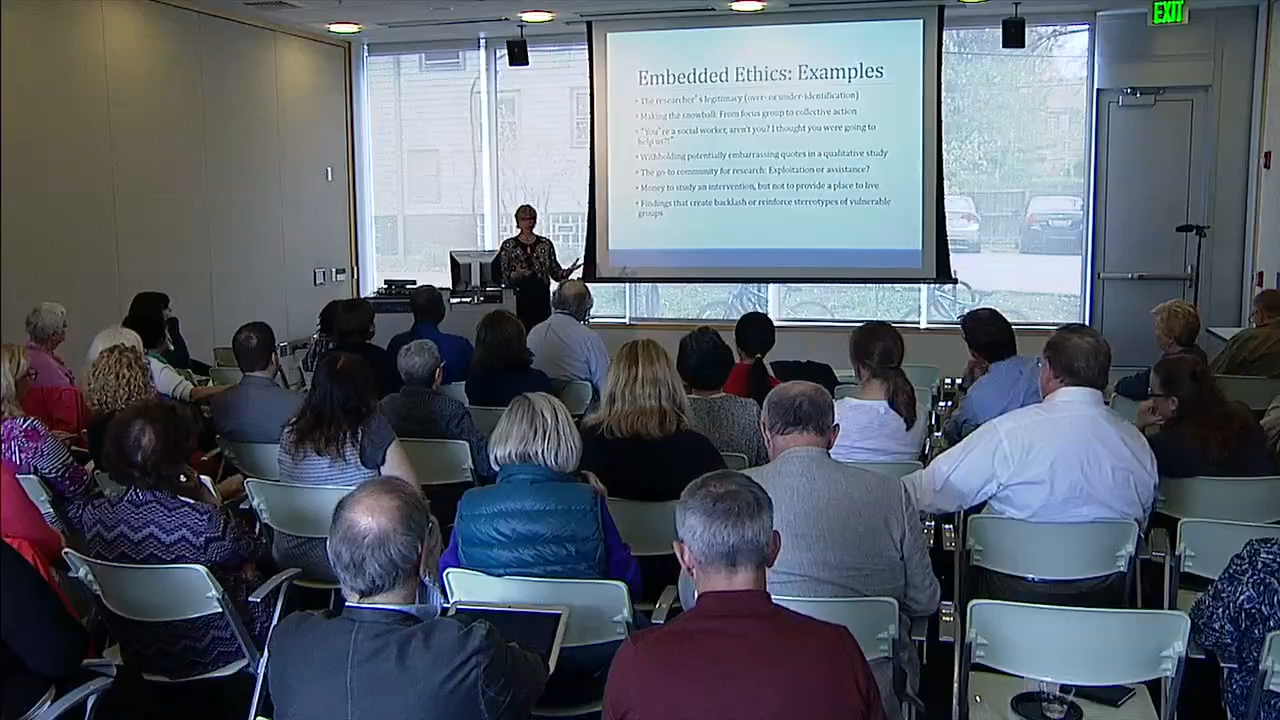 EXIT
Embedded Ethics: Examples
• The researcher's legitimacy (over- or under-identification)
• Making the snowball: From focus group to collective action
• "You're a social worker, aren't you? I thought you were going to
help us?!"
• Withholding potentially embarrassing quotes in a qualitative study
• The go-to community for research: Exploitation or assistance?
• Money to study an intervention, but not to provide a place to live
• Findings that create backlash or reinforce stereotypes of vulnerable
groups